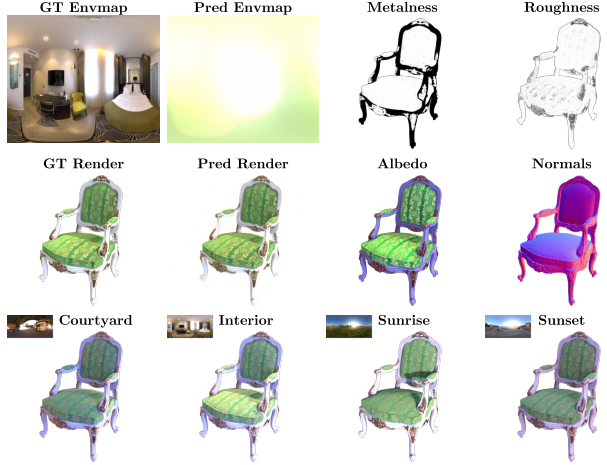 GT Envmap Pred Envmap Metalness Roughness
GT Render Pred Render Albedo Normals
Courtyard Interior Sunrise Sunset